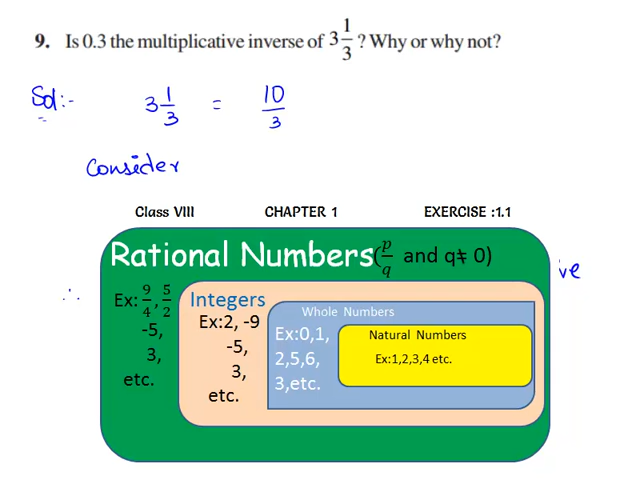 9. Is 0.3 the multiplicative inverse of 3 1/3 ? Why or why not?
Sol:- 3 1/3 = 10/3
Consider
Class VIII CHAPTER 1 EXERCISE :1.1
Rational Numbers (p/q and q≠ 0)
∴
Ex: 9/4, 5/2
-5,
3,
etc.
Integers
Ex:2, -9
-5,
3,
etc.
Whole Numbers
Ex:0,1,
2,5,6,
3,etc.
Natural Numbers
Ex:1,2,3,4 etc.